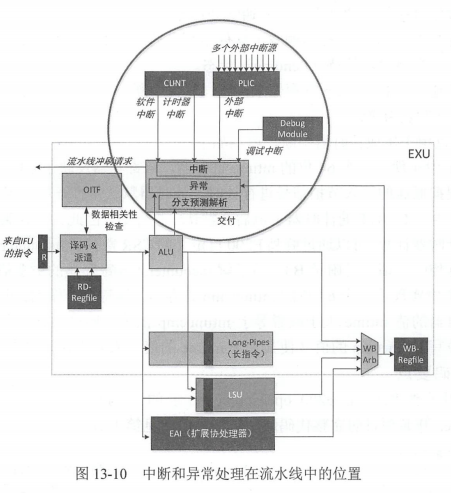 多个外部中断源
CLINT
PLIC
软件 计时器
中断 中断
外部
中断
Debug
Module
调试中断
EXU
流水线冲刷请求
中断
异常
分支预测解析
交付
OITF
数据相关性
检查
来自IFU
的指令
IR
译码 &
派遣
ALU
RD-
Regfile
Long-Pipes
(长指令)
WB
Arb
WB-
Regfile
LSU
EAI(扩展协处理器)
图 13-10 中断和异常处理在流水线中的位置